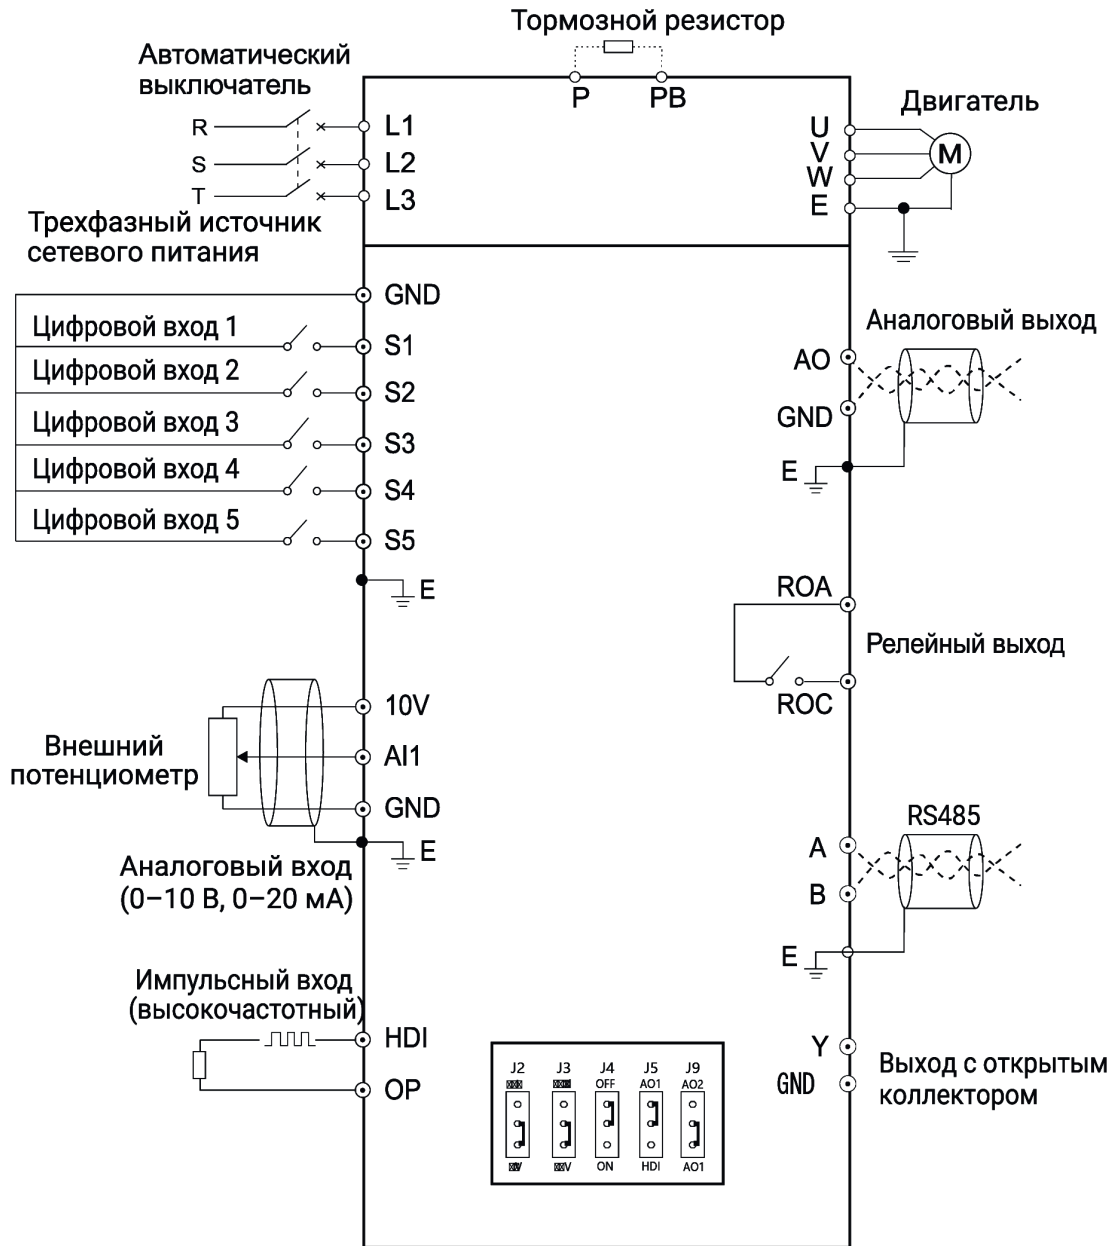 Тормозной резистор
P
PB
Автоматический
выключатель
R
S
T
L1
L2
L3
Трехфазный источник
сетевого питания
U
V
W
E
Двигатель
M
GND
Цифровой вход 1
S1
Цифровой вход 2
S2
Цифровой вход 3
S3
Цифровой вход 4
S4
Цифровой вход 5
S5
E
Аналоговый выход
AO
GND
E
ROA
Релейный выход
ROC
10V
AI1
GND
E
Внешний
потенциометр
Аналоговый вход
(0–10 В, 0–20 мА)
RS485
A
B
E
Импульсный вход
(высокочастотный)
HDI
OP
Y
GND
Выход с открытым
коллектором
J2 J3 J4 J5 J9
OFF AO1 AO2
ON HDI AO1